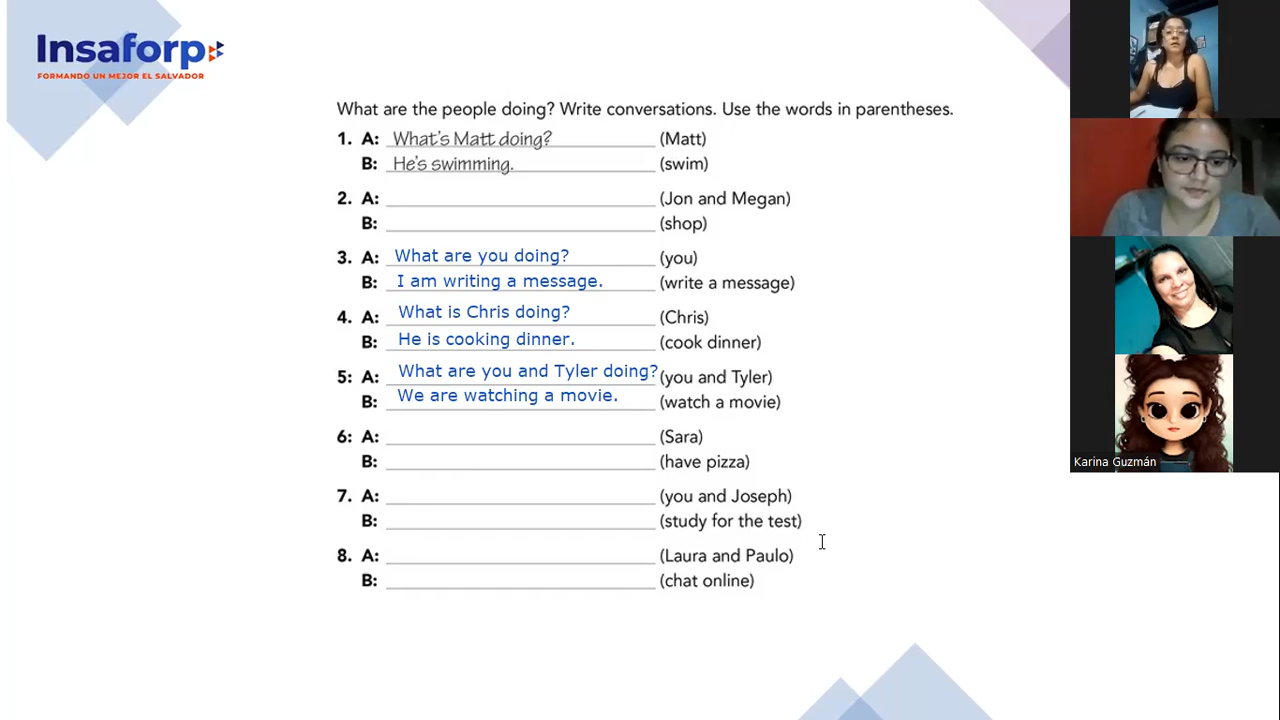 Insaforp
FORMANDO UN MEJOR EL SALVADOR
What are the people doing? Write conversations. Use the words in parentheses.
1. A: What's Matt doing? (Matt)
B: He's swimming. (swim)
2. A: (Jon and Megan)
B: (shop)
3. A: What are you doing? (you)
B: I am writing a message. (write a message)
4. A: What is Chris doing? (Chris)
B: He is cooking dinner. (cook dinner)
5: A: What are you and Tyler doing? (you and Tyler)
B: We are watching a movie. (watch a movie)
6: A: (Sara)
B: (have pizza)
7. A: (you and Joseph)
B: (study for the test)
8. A: (Laura and Paulo)
B: (chat online)
Karina Guzmán